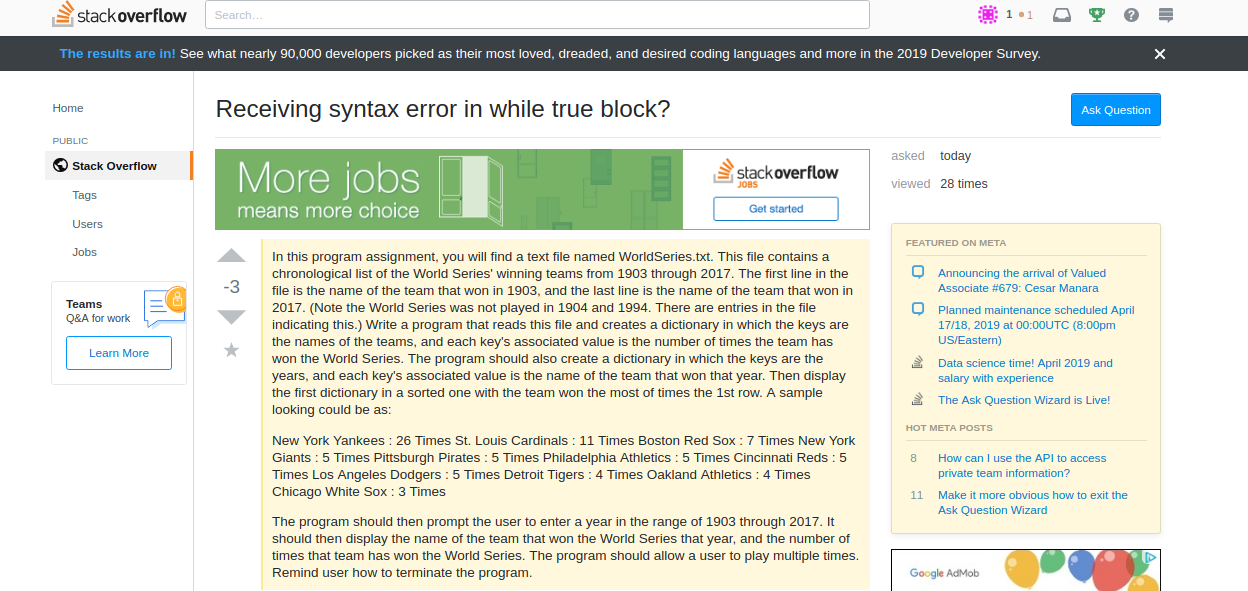 stackoverflow
Search…
1 1
The results are in! See what nearly 90,000 developers picked as their most loved, dreaded, and desired coding languages and more in the 2019 Developer Survey.
Home
PUBLIC
Stack Overflow
Tags
Users
Jobs
Teams
Q&A for work
Learn More
Receiving syntax error in while true block?
Ask Question
More jobs
means more choice
stackoverflow
JOBS
Get started
-3
In this program assignment, you will find a text file named WorldSeries.txt. This file contains a
chronological list of the World Series' winning teams from 1903 through 2017. The first line in the
file is the name of the team that won in 1903, and the last line is the name of the team that won in
2017. (Note the World Series was not played in 1904 and 1994. There are entries in the file
indicating this.) Write a program that reads this file and creates a dictionary in which the keys are
the names of the teams, and each key's associated value is the number of times the team has
won the World Series. The program should also create a dictionary in which the keys are the
years, and each key's associated value is the name of the team that won that year. Then display
the first dictionary in a sorted one with the team won the most of times the 1st row. A sample
looking could be as:
New York Yankees : 26 Times St. Louis Cardinals : 11 Times Boston Red Sox : 7 Times New York
Giants : 5 Times Pittsburgh Pirates : 5 Times Philadelphia Athletics : 5 Times Cincinnati Reds : 5
Times Los Angeles Dodgers : 5 Times Detroit Tigers : 4 Times Oakland Athletics : 4 Times
Chicago White Sox : 3 Times
The program should then prompt the user to enter a year in the range of 1903 through 2017. It
should then display the name of the team that won the World Series that year, and the number of
times that team has won the World Series. The program should allow a user to play multiple times.
Remind user how to terminate the program.
asked today
viewed 28 times
FEATURED ON META
Announcing the arrival of Valued
Associate #679: Cesar Manara
Planned maintenance scheduled April
17/18, 2019 at 00:00UTC (8:00pm
US/Eastern)
Data science time! April 2019 and
salary with experience
The Ask Question Wizard is Live!
HOT META POSTS
8 How can I use the API to access
private team information?
11 Make it more obvious how to exit the
Ask Question Wizard
Google AdMob